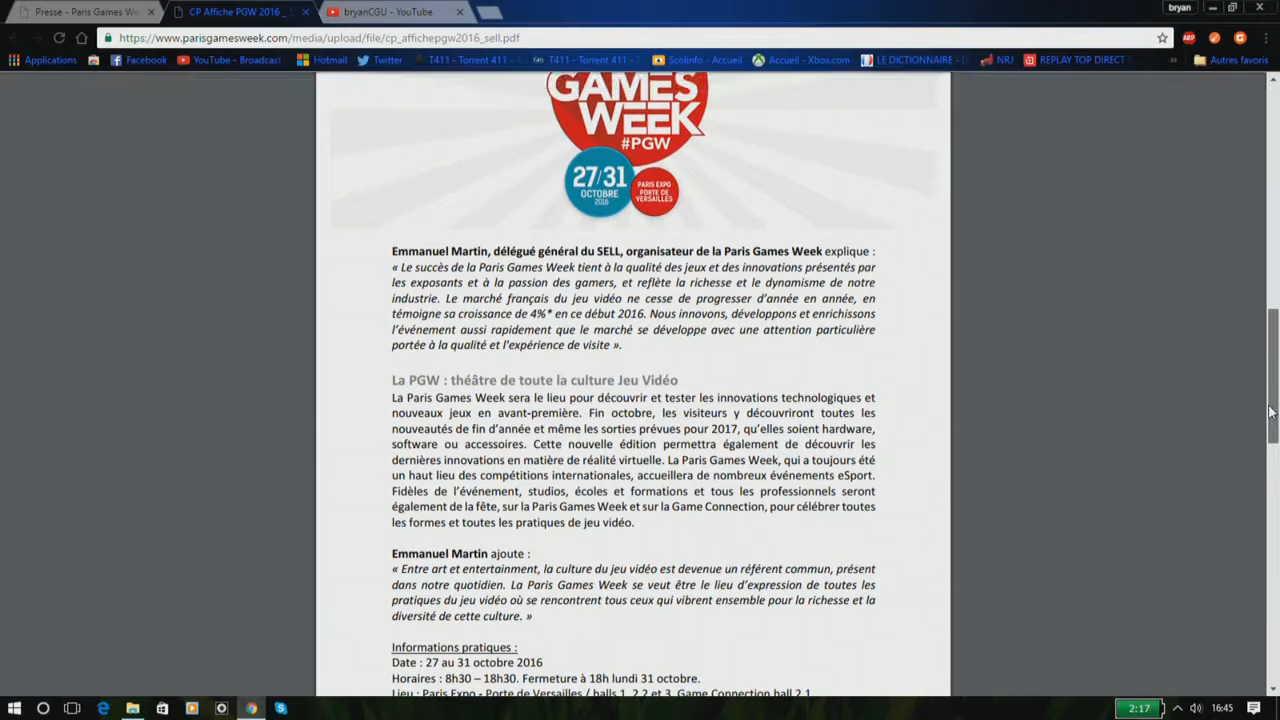 Presse - Paris Games We
CP Affiche PGW 2016 _
bryanCGU - YouTube
bryan
https://www.parisgamesweek.com/media/upload/file/cp_affichepgw2016_sell.pdf
ABP
Applications
Facebook
YouTube - Broadcast
Hotmail
Twitter
T411 - Torrent 411 -
T411 - Torrent 411 -
Scolinfo - Accueil
Accueil - Xbox.com
LE DICTIONNAIRE - D
NRJ
REPLAY TOP DIRECT
»
Autres favoris
GAMES
WEEK
#PGW
27/31
OCTOBRE
2016
PARIS EXPO
PORTE DE
VERSAILLES
Emmanuel Martin, délégué général du SELL, organisateur de la Paris Games Week explique :
« Le succès de la Paris Games Week tient à la qualité des jeux et des innovations présentés par
les exposants et à la passion des gamers, et reflète la richesse et le dynamisme de notre
industrie. Le marché français du jeu vidéo ne cesse de progresser d'année en année, en
témoigne sa croissance de 4%* en ce début 2016. Nous innovons, développons et enrichissons
l'événement aussi rapidement que le marché se développe avec une attention particulière
portée à la qualité et l'expérience de visite ».
La PGW : théâtre de toute la culture Jeu Vidéo
La Paris Games Week sera le lieu pour découvrir et tester les innovations technologiques et
nouveaux jeux en avant-première. Fin octobre, les visiteurs y découvriront toutes les
nouveautés de fin d'année et même les sorties prévues pour 2017, qu'elles soient hardware,
software ou accessoires. Cette nouvelle édition permettra également de découvrir les
dernières innovations en matière de réalité virtuelle. La Paris Games Week, qui a toujours été
un haut lieu des compétitions internationales, accueillera de nombreux événements eSport.
Fidèles de l'événement, studios, écoles et formations et tous les professionnels seront
également de la fête, sur la Paris Games Week et sur la Game Connection, pour célébrer toutes
les formes et toutes les pratiques de jeu vidéo.
Emmanuel Martin ajoute :
« Entre art et entertainment, la culture du jeu vidéo est devenue un référent commun, présent
dans notre quotidien. La Paris Games Week se veut être le lieu d'expression de toutes les
pratiques du jeu vidéo où se rencontrent tous ceux qui vibrent ensemble pour la richesse et la
diversité de cette culture. »
Informations pratiques :
Date : 27 au 31 octobre 2016
Horaires : 8h30 – 18h30. Fermeture à 18h lundi 31 octobre.
Lieu : Paris Expo - Porte de Versailles / halls 1, 2.2 et 3. Game Connection hall 2.1
2:17
16:45